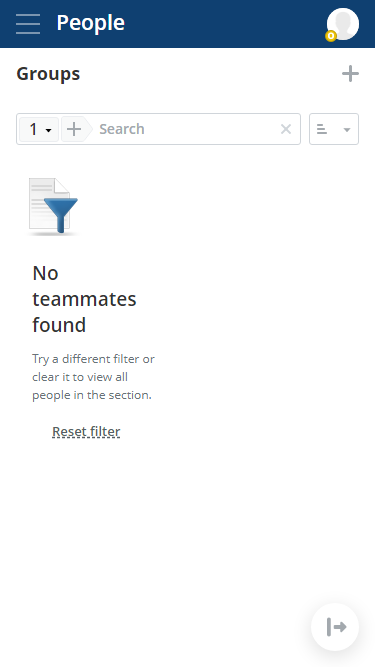 People
Groups
1
Search
No
teammates
found
Try a different filter or
clear it to view all
people in the section.
Reset filter